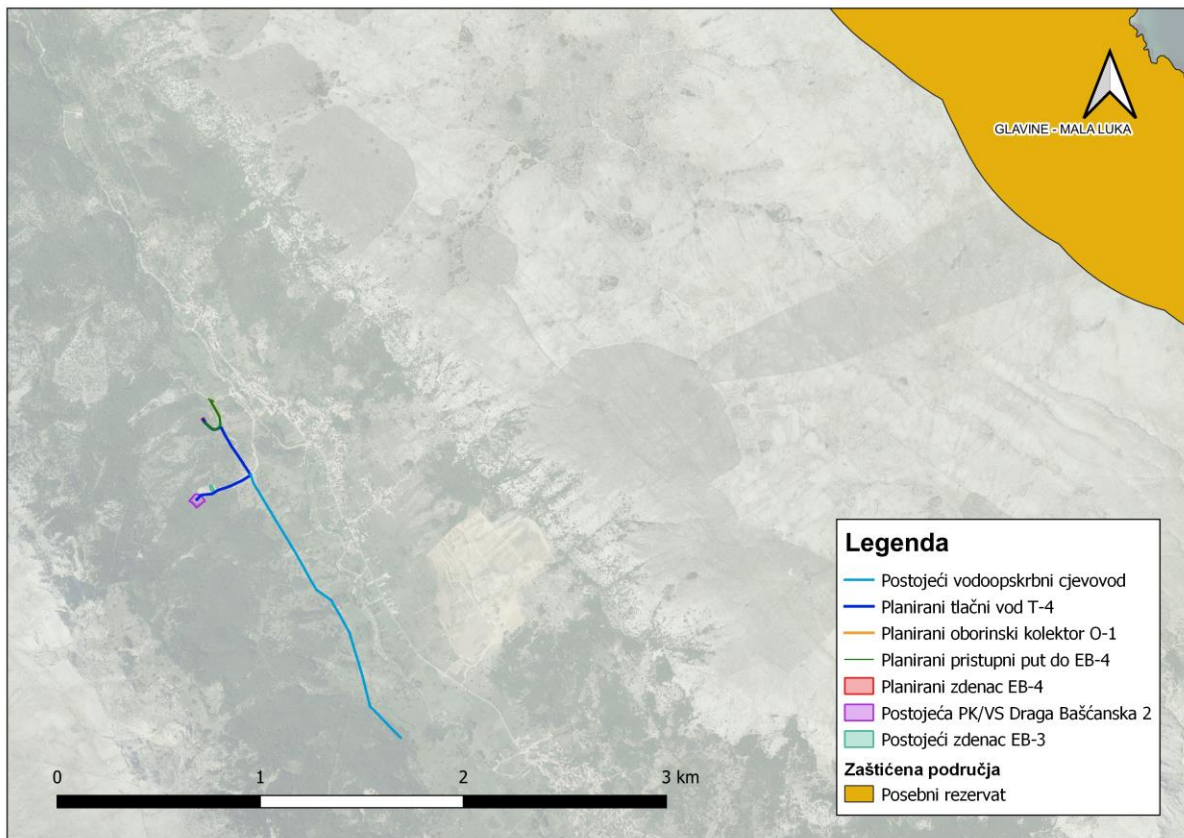 GLAVINE - MALA LUKA
Legenda
Postojeći vodoopskrbni cjevovod
Planirani tlačni vod T-4
Planirani oborinski kolektor O-1
Planirani pristupni put do EB-4
Planirani zdenac EB-4
Postojeća PK/VS Draga Bašćanska 2
Postojeći zdenac EB-3
Zaštićena područja
Posebni rezervat
0 1 2 3 km